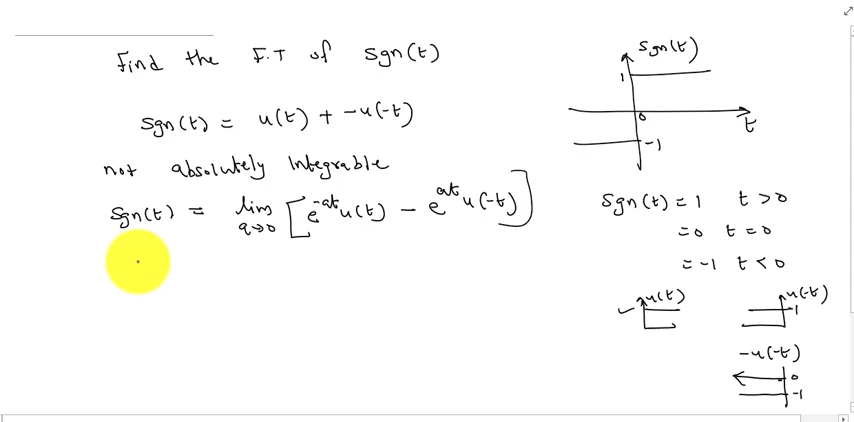 Find the F.T of Sgn(t)
Sgn(t) = u(t) + -u(-t)
not absolutely Integrable
Sgn(t) = lim a→0 [e^-at u(t) - e^at u(-t)]
Sgn(t)
1
0
t
-1
Sgn(t) = 1 t > 0
= 0 t = 0
= -1 t < 0
u(t)
u(-t)
1
-u(-t)
0
-1